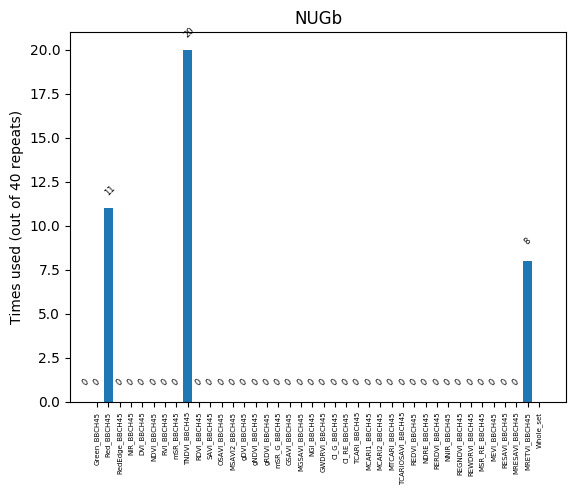 NUGb
Times used (out of 40 repeats)
20.0
17.5
15.0
12.5
10.0
7.5
5.0
2.5
0.0
0 0 11 0 0 0 0 0 0 20 0 0 0 0 0 0 0 0 0 0 0 0 0 0 0 0 0 0 0 0 0 0 0 0 0 0 0 0 0 8
Green_BBCH45
Red_BBCH45
RedEdge_BBCH45
NIR_BBCH45
DVI_BBCH45
NDVI_BBCH45
RVI_BBCH45
mSR_BBCH45
TNDVI_BBCH45
RDVI_BBCH45
SAVI_BBCH45
OSAVI_BBCH45
MSAVI2_BBCH45
gDVI_BBCH45
gNDVI_BBCH45
gRDVI_BBCH45
mSR_G_BBCH45
GSAVI_BBCH45
MGSAVI_BBCH45
NGI_BBCH45
GWDRVI_BBCH45
CI_G_BBCH45
CI_RE_BBCH45
TCARI_BBCH45
MCARI1_BBCH45
MCARI2_BBCH45
MTCARI_BBCH45
TCARIOSAVI_BBCH45
REDVI_BBCH45
NDRE_BBCH45
RERDVI_BBCH45
NNIR_BBCH45
REGNDVI_BBCH45
REWDRVI_BBCH45
MSR_RE_BBCH45
MEVI_BBCH45
RESAVI_BBCH45
MRESAVI_BBCH45
MRETVI_BBCH45
Whole_set